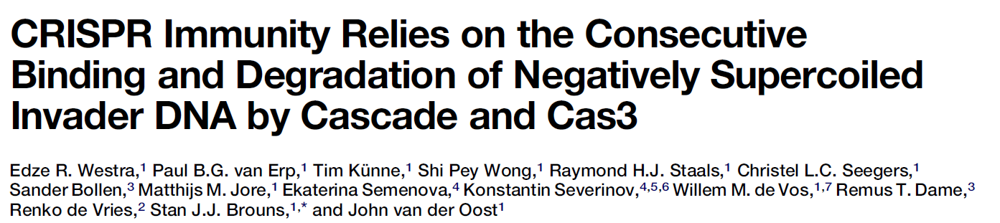 CRISPR Immunity Relies on the Consecutive
Binding and Degradation of Negatively Supercoiled
Invader DNA by Cascade and Cas3
Edze R. Westra,1 Paul B.G. van Erp,1 Tim Künne,1 Shi Pey Wong,1 Raymond H.J. Staals,1 Christel L.C. Seegers,1
Sander Bollen,3 Matthijs M. Jore,1 Ekaterina Semenova,4 Konstantin Severinov,4,5,6 Willem M. de Vos,1,7 Remus T. Dame,3
Renko de Vries,2 Stan J.J. Brouns,1,* and John van der Oost1